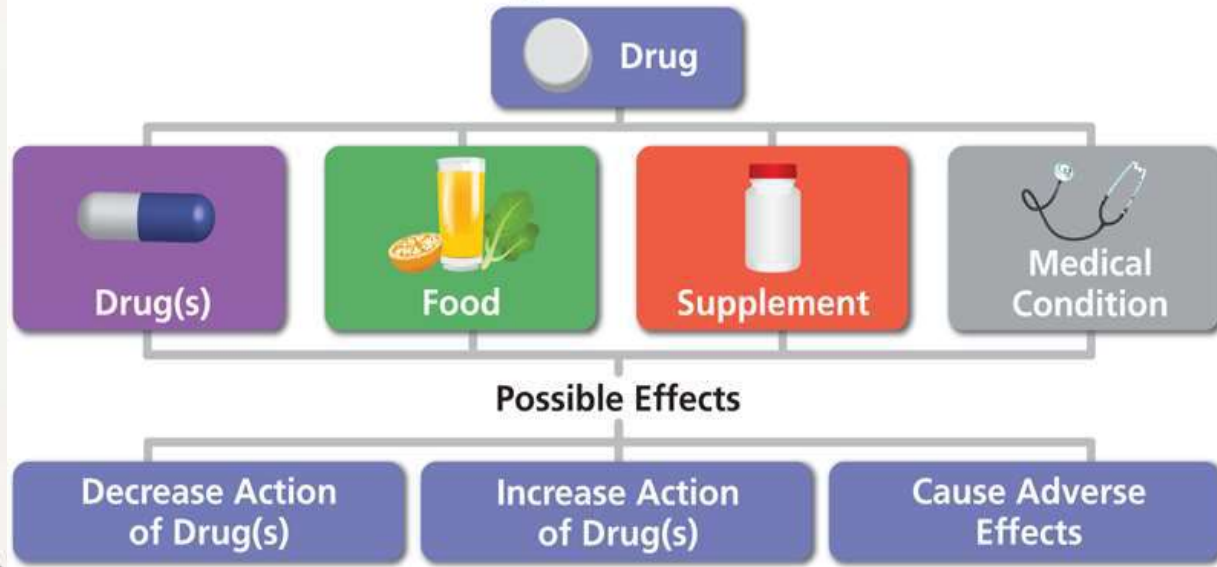 Drug
Drug(s)
Food
Supplement
Medical
Condition
Possible Effects
Decrease Action
of Drug(s)
Increase Action
of Drug(s)
Cause Adverse
Effects